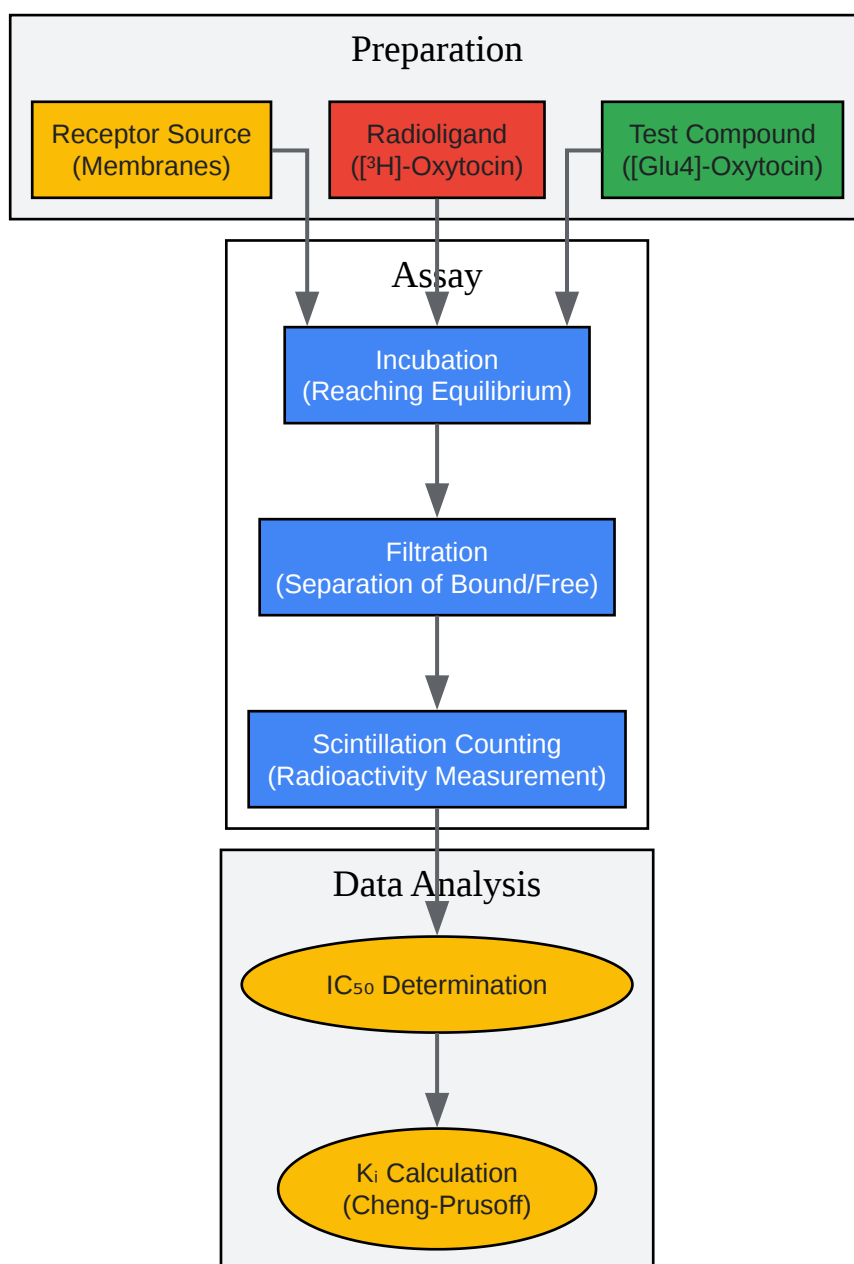 Preparation
Receptor Source
(Membranes)
Radioligand
([³H]-Oxytocin)
Test Compound
([Glu4]-Oxytocin)
Assay
Incubation
(Reaching Equilibrium)
Filtration
(Separation of Bound/Free)
Scintillation Counting
(Radioactivity Measurement)
Data Analysis
IC₅₀ Determination
Kᵢ Calculation
(Cheng-Prusoff)